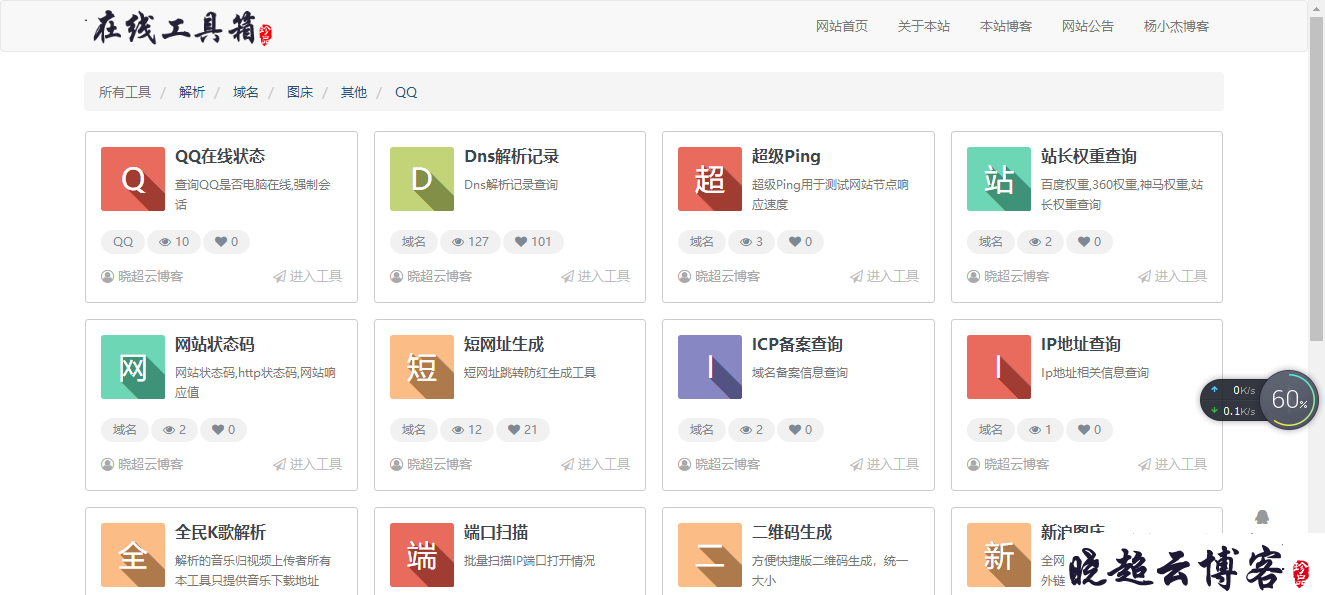 在线工具箱
网站首页 关于本站 本站博客 网站公告 杨小杰博客
所有工具 / 解析 / 域名 / 图床 / 其他 / QQ
Q
QQ在线状态
查询QQ是否电脑在线,强制会
话
QQ 10 0
晓超云博客 进入工具
D
Dns解析记录
Dns解析记录查询
域名 127 101
晓超云博客 进入工具
超
超级Ping
超级Ping用于测试网站节点响
应速度
域名 3 0
晓超云博客 进入工具
站
站长权重查询
百度权重,360权重,神马权重,站
长权重查询
域名 2 0
晓超云博客 进入工具
网
网站状态码
网站状态码,http状态码,网站响
应值
域名 2 0
晓超云博客 进入工具
短
短网址生成
短网址跳转防红生成工具
域名 12 21
晓超云博客 进入工具
I
ICP备案查询
域名备案信息查询
域名 2 0
晓超云博客 进入工具
I
IP地址查询
Ip地址相关信息查询
域名 1 0
晓超云博客 进入工具
0K/s
0.1K/s
60%
全
全民K歌解析
解析的音乐归视频上传者所有
本工具只提供音乐下载地址
端
端口扫描
批量扫描IP端口打开情况
二
二维码生成
方便快捷版二维码生成，统一
大小
新
新浪图床
全网
外链
晓超云博客